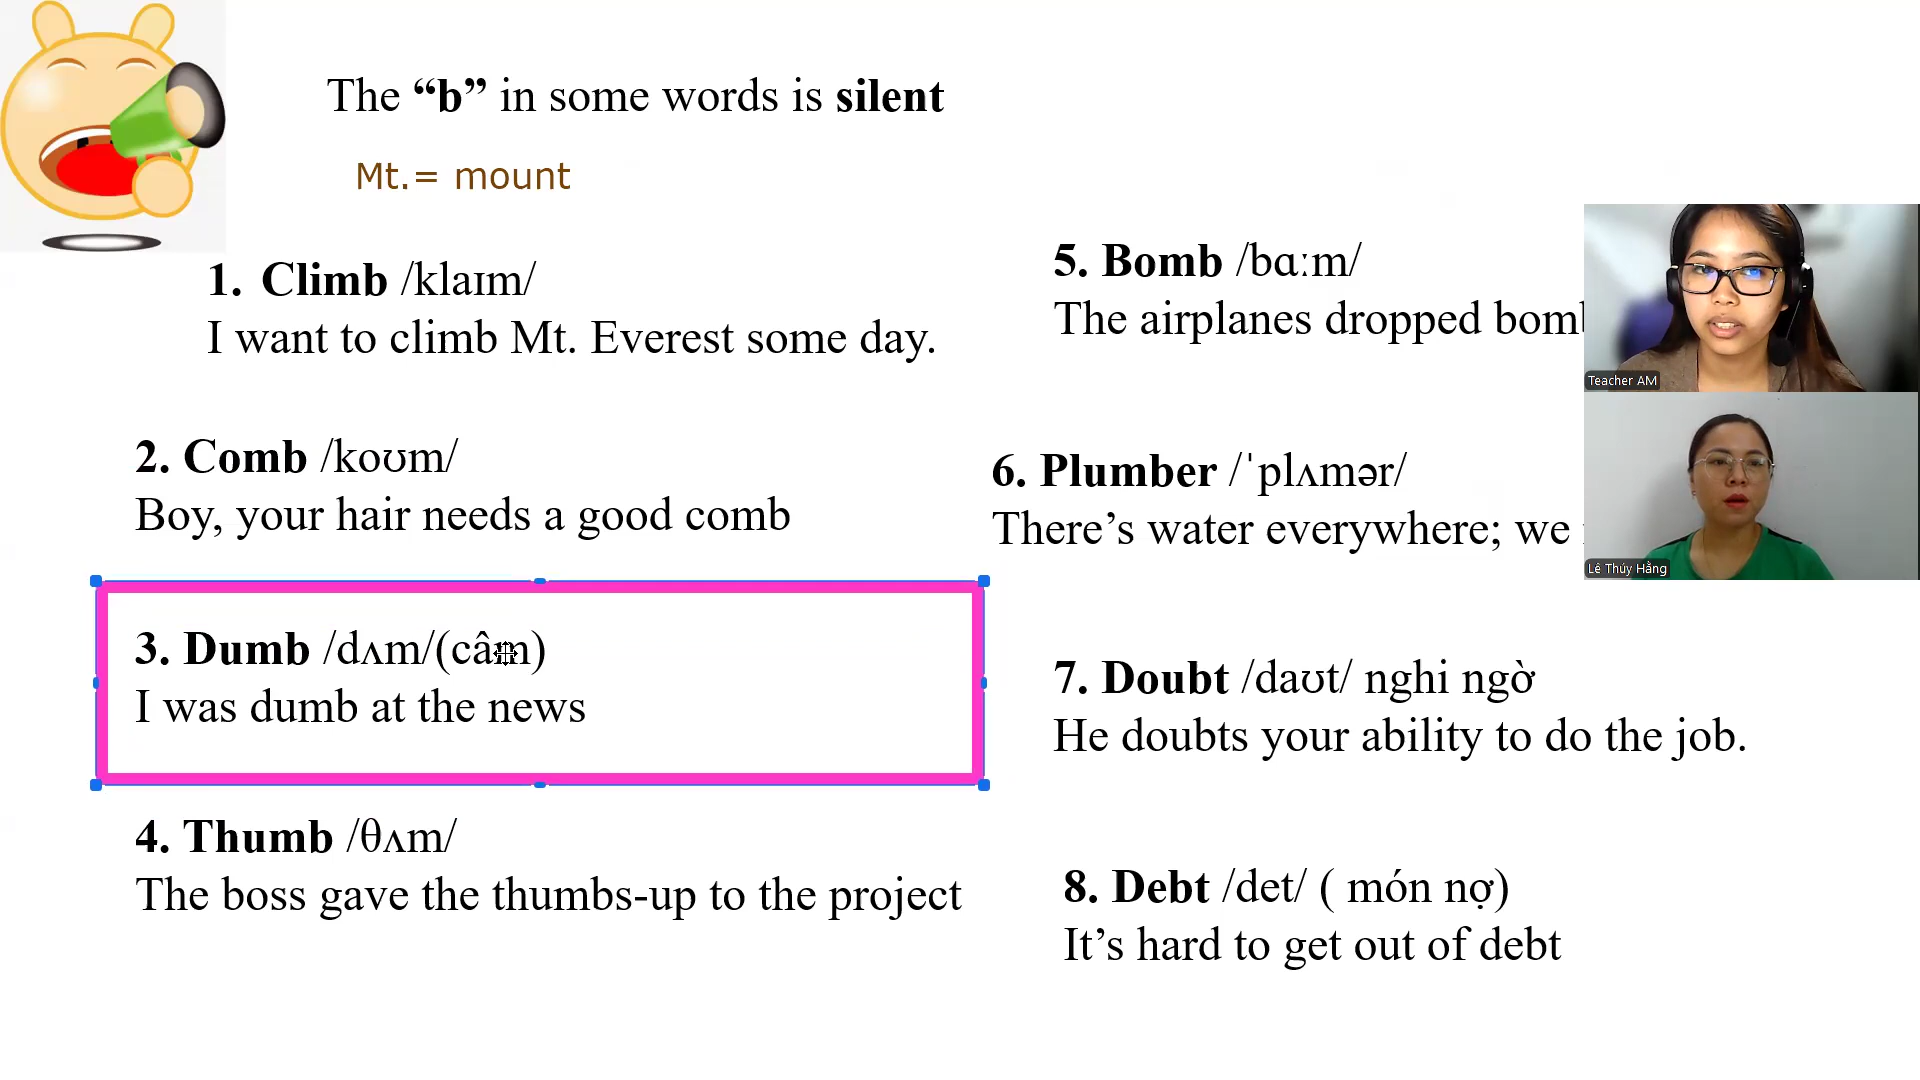 The “b” in some words is silent
Mt.= mount
1. Climb /klaɪm/
I want to climb Mt. Everest some day.
2. Comb /koʊm/
Boy, your hair needs a good comb
3. Dumb /dʌm/(câm)
I was dumb at the news
4. Thumb /θʌm/
The boss gave the thumbs-up to the project
5. Bomb /bɑːm/
The airplanes dropped
6. Plumber /ˈplʌmər/
There’s water everywhere; we
7. Doubt /daʊt/ nghi ngờ
He doubts your ability to do the job.
8. Debt /det/ ( món nợ)
It’s hard to get out of debt
Teacher AM
Lê Thúy Hằng